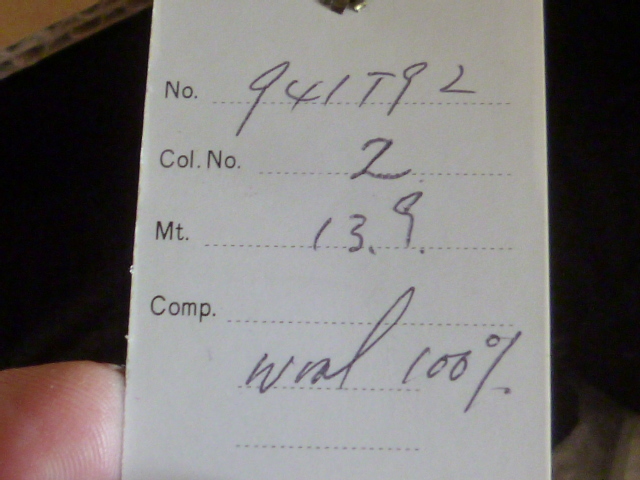 No. 941T92
Col. No. 2
Mt. 13.9.
Comp.
wool 100%